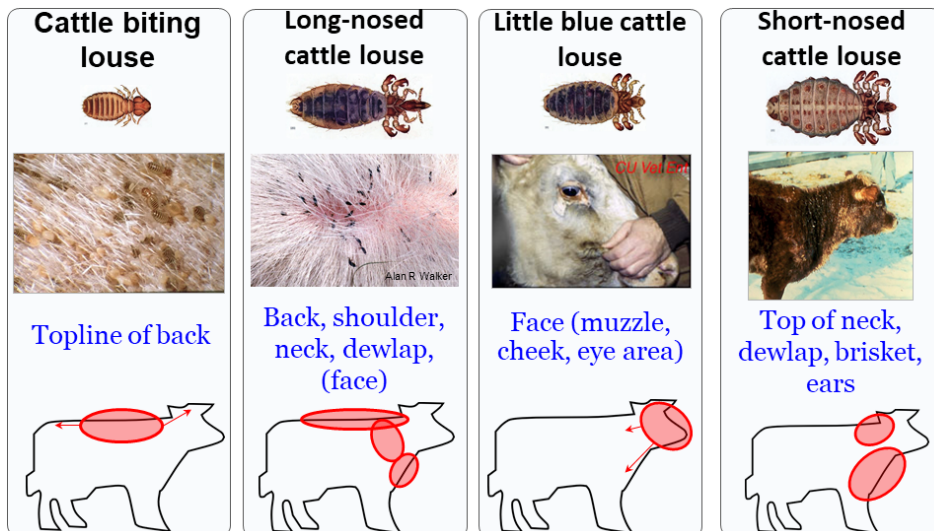 Cattle biting
louse
Topline of back
Long-nosed
cattle louse
Alan R Walker
Back, shoulder,
neck, dewlap,
(face)
Little blue cattle
louse
CU Vet Ent
Face (muzzle,
cheek, eye area)
Short-nosed
cattle louse
Top of neck,
dewlap, brisket,
ears